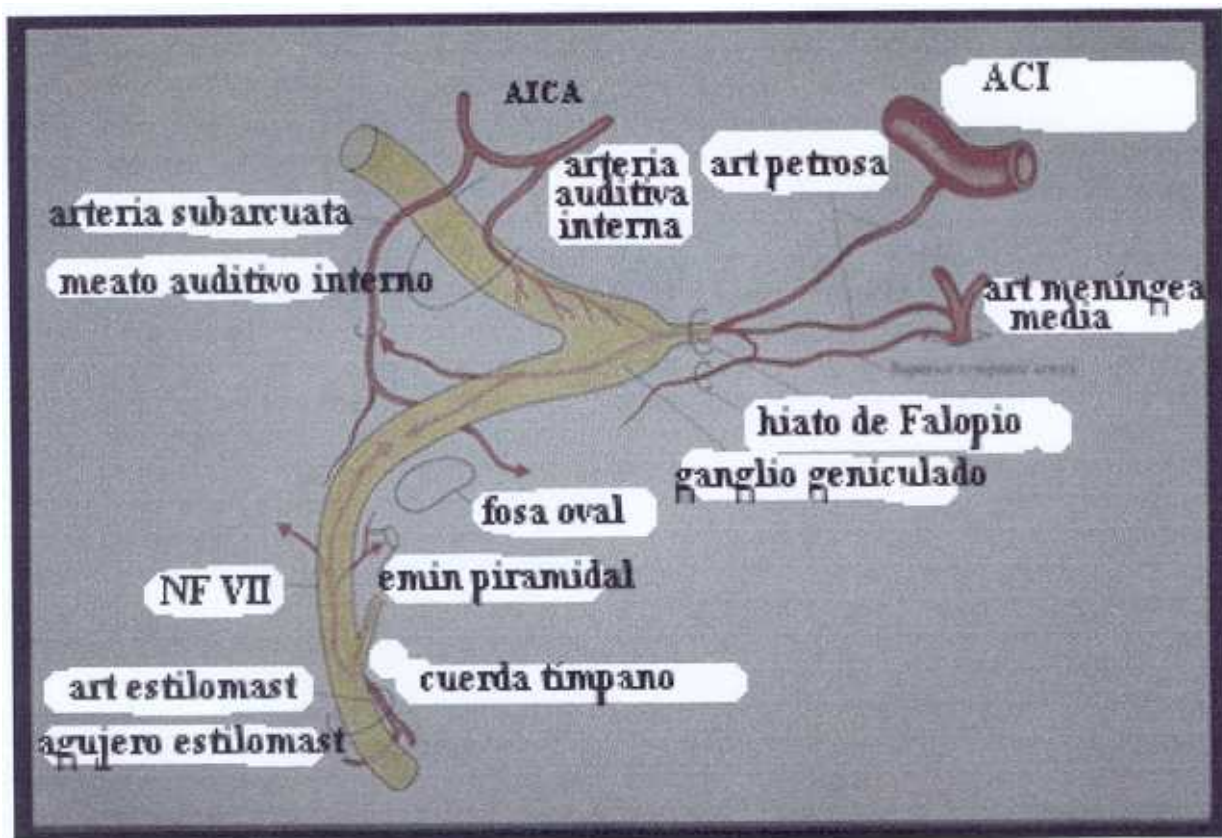 AICA
ACI
arteria
auditiva
interna
art petrosa
arteria subarcuata
meato auditivo interno
art meníngea
media
hiato de Falopio
ganglio geniculado
fosa oval
NF VII
emin piramidal
art estilomast
cuerda tímpano
agujero estilomast